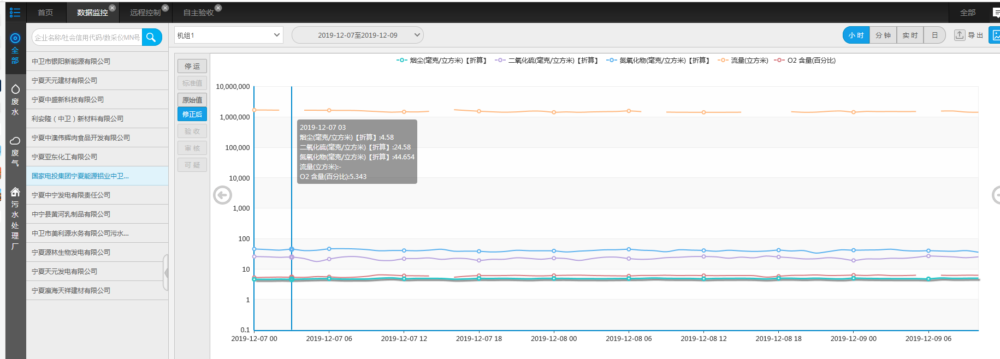 首页
数据监控
远程控制
自主验收
全部
全部
废水
废气
污水处理厂
企业名称/社会信用代码/数采仪MN号
中卫市银阳新能源有限公司
宁夏天元建材有限公司
宁夏中盛新科技有限公司
利安隆（中卫）新材料有限公司
宁夏中澳伟辉肉食品开发有限公司
宁夏亚东化工有限公司
国家电投集团宁夏能源铝业中卫...
宁夏中宁发电有限责任公司
中宁县黄河乳制品有限公司
中卫市美利源水务有限公司污水...
宁夏源林生物发电有限公司
宁夏天元发电有限公司
宁夏瀛海天祥建材有限公司
机组1
2019-12-07至2019-12-09
小时
分钟
实时
日
导出
停运
标准值
原始值
修正后
验收
审核
可疑
烟尘(毫克/立方米)【折算】
二氧化硫(毫克/立方米)【折算】
氮氧化物(毫克/立方米)【折算】
流量(立方米)
O2 含量(百分比)
10,000,000
1,000,000
100,000
10,000
1,000
100
10
1
0.1
2019-12-07 03
烟尘(毫克/立方米)【折算】:4.58
二氧化硫(毫克/立方米)【折算】:24.58
氮氧化物(毫克/立方米)【折算】:44.654
流量(立方米):-
O2 含量(百分比):5.343
2019-12-07 00
2019-12-07 06
2019-12-07 12
2019-12-07 18
2019-12-08 00
2019-12-08 06
2019-12-08 12
2019-12-08 18
2019-12-09 00
2019-12-09 06